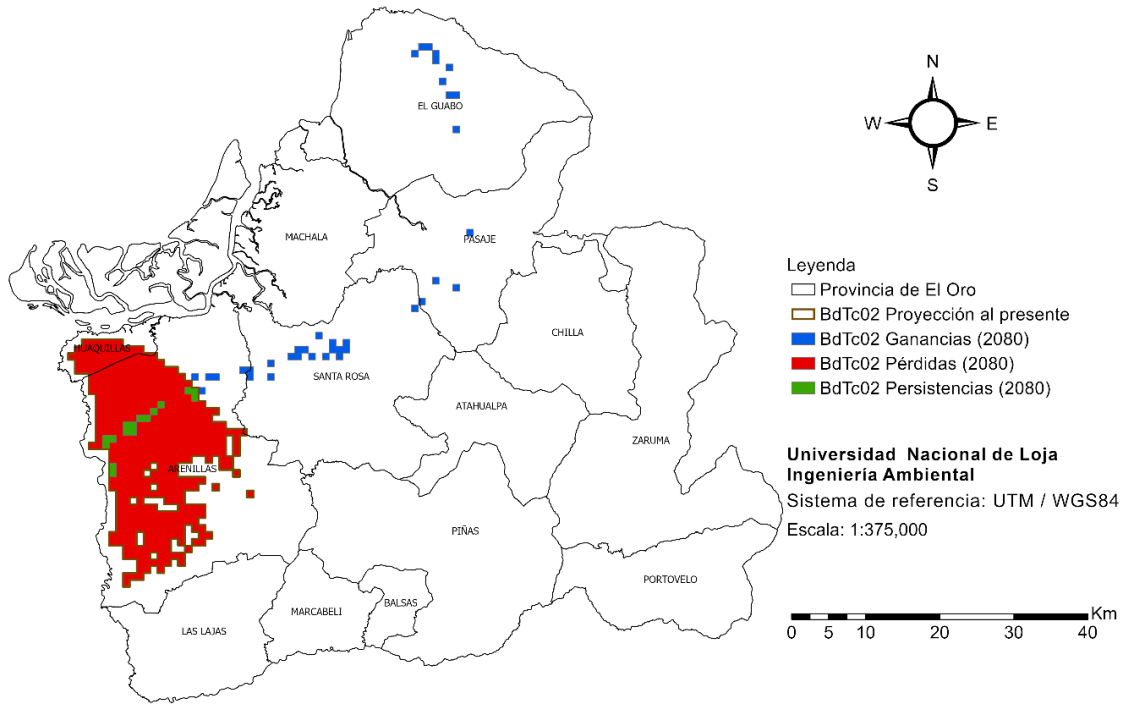 EL GUABO
MACHALA
PASAJE
CHILLA
HUAQUILLAS
SANTA ROSA
ATAHUALPA
ZARUMA
ARENILLAS
PIÑAS
PORTOVELO
MARCABELI
BALSAS
LAS LAJAS
N
W
E
S
Leyenda
Provincia de El Oro
BdTc02 Proyección al presente
BdTc02 Ganancias (2080)
BdTc02 Pérdidas (2080)
BdTc02 Persistencias (2080)
Universidad Nacional de Loja
Ingeniería Ambiental
Sistema de referencia: UTM / WGS84
Escala: 1:375,000
Km
0 5 10 20 30 40